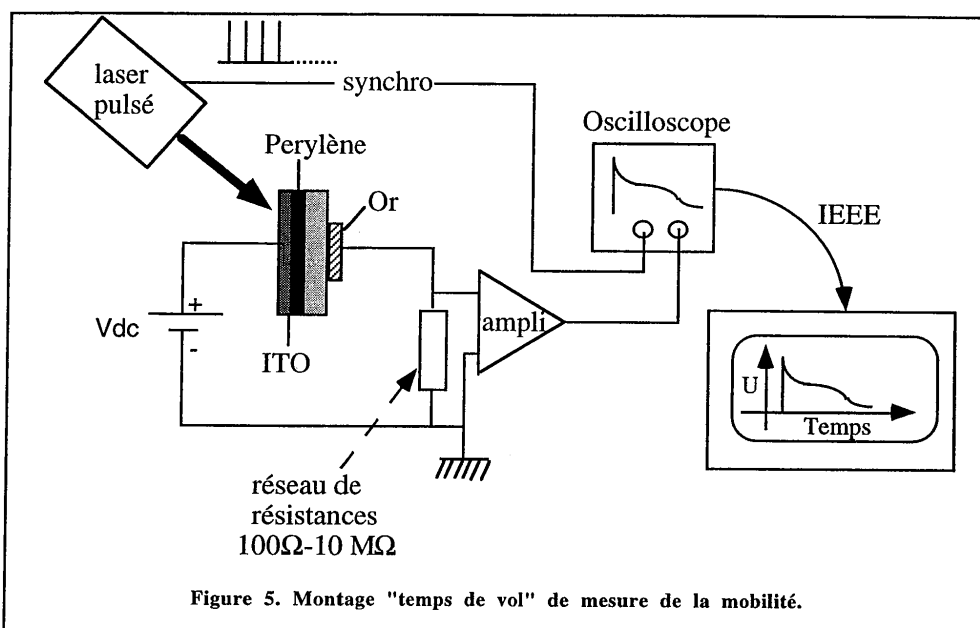 laser
pulsé
synchro
Oscilloscope
Perylène
Or
IEEE
Vdc
+
-
ampli
ITO
U
Temps
réseau de
résistances
100Ω-10 MΩ
Figure 5. Montage "temps de vol" de mesure de la mobilité.